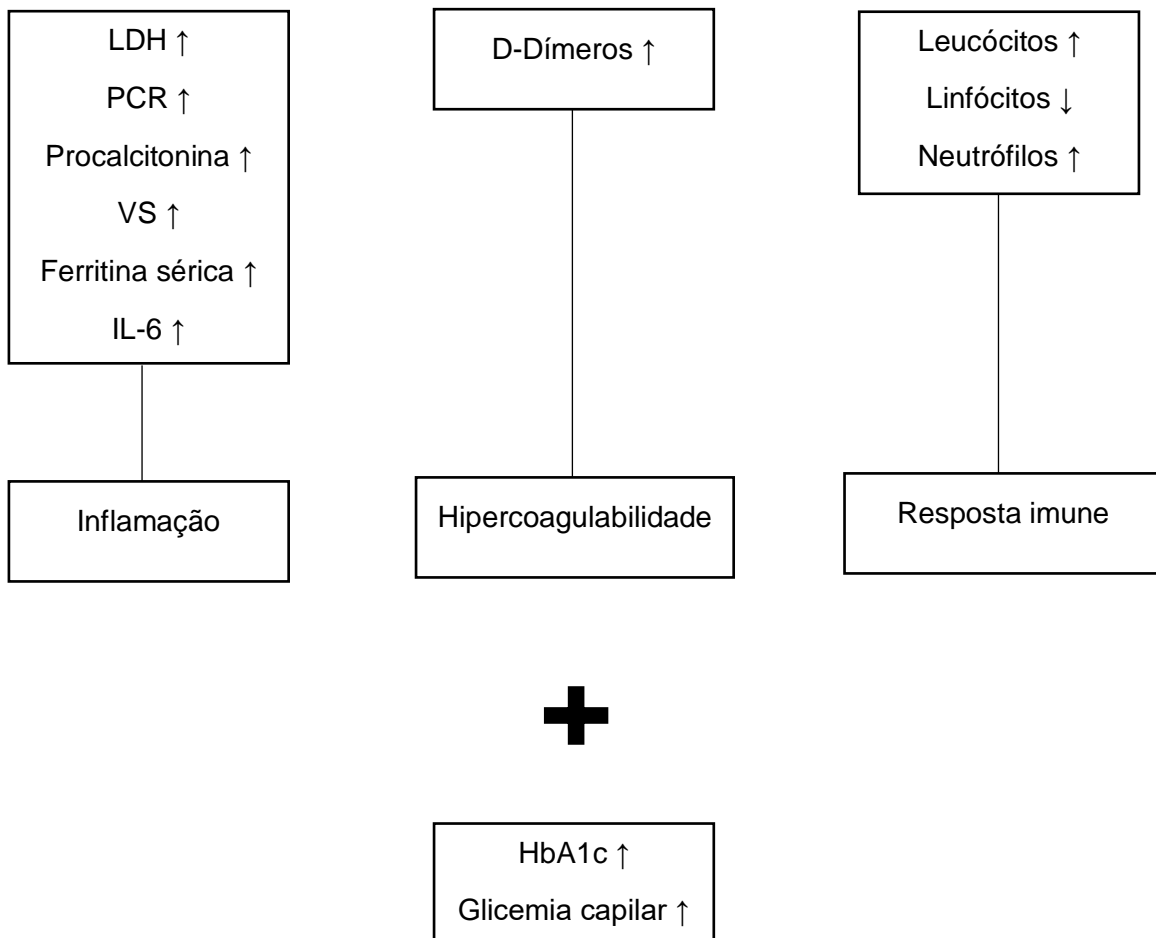 LDH ↑
PCR ↑
Procalcitonina ↑
VS ↑
Ferritina sérica ↑
IL-6 ↑
Inflamação
D-Dímeros ↑
Hipercoagulabilidade
Leucócitos ↑
Linfócitos ↓
Neutrófilos ↑
Resposta imune
+
HbA1c ↑
Glicemia capilar ↑